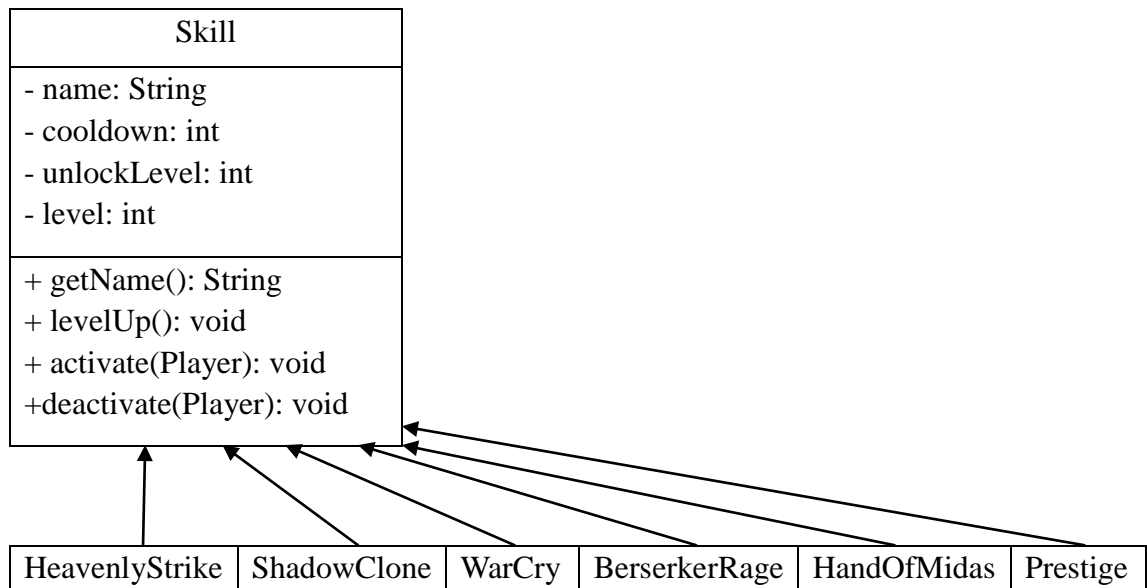 Skill
- name: String
- cooldown: int
- unlockLevel: int
- level: int
+ getName(): String
+ levelUp(): void
+ activate(Player): void
+deactivate(Player): void
HeavenlyStrike ShadowClone WarCry BerserkerRage HandOfMidas Prestige